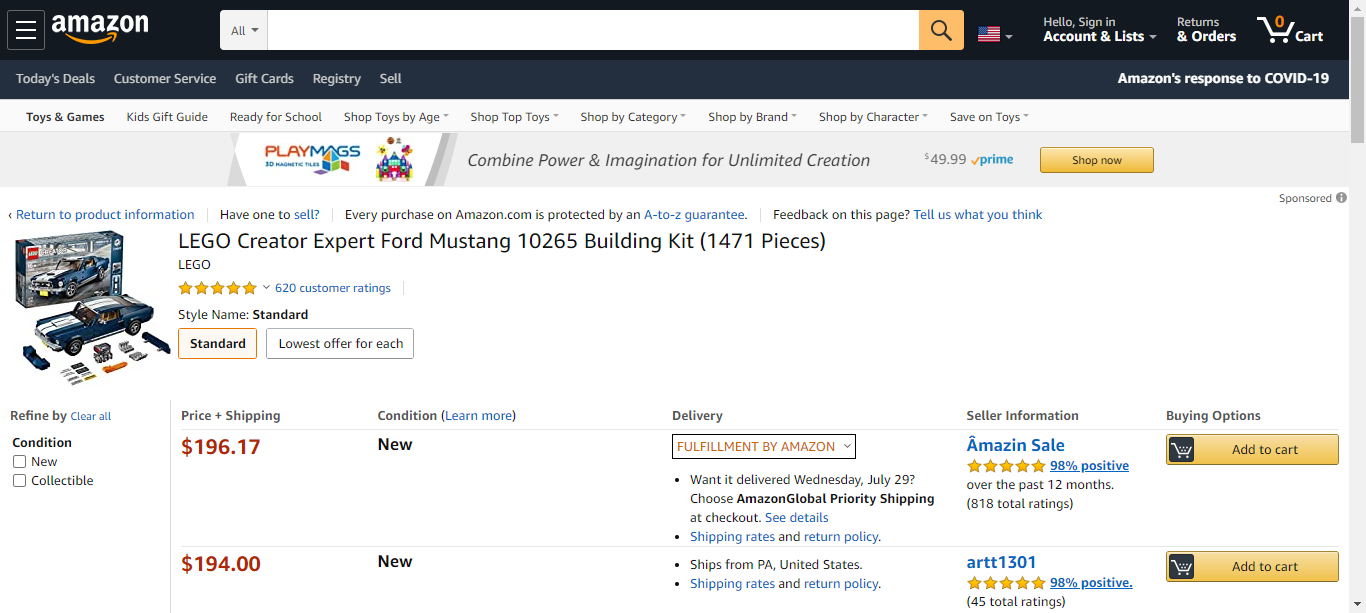 amazon
All
Hello, Sign in
Account & Lists
Returns
& Orders
0
Cart
Today's Deals
Customer Service
Gift Cards
Registry
Sell
Amazon's response to COVID-19
Toys & Games
Kids Gift Guide
Ready for School
Shop Toys by Age
Shop Top Toys
Shop by Category
Shop by Brand
Shop by Character
Save on Toys
PLAYMAGS
3D MAGNETIC TILES
Combine Power & Imagination for Unlimited Creation
$49.99 prime
Shop now
Sponsored
‹ Return to product information
Have one to sell?
Every purchase on Amazon.com is protected by an A-to-z guarantee.
Feedback on this page? Tell us what you think
LEGO Creator Expert Ford Mustang 10265 Building Kit (1471 Pieces)
LEGO
620 customer ratings
Style Name: Standard
Standard
Lowest offer for each
Refine by Clear all
Condition
New
Collectible
Price + Shipping
Condition (Learn more)
Delivery
Seller Information
Buying Options
$196.17
New
FULFILLMENT BY AMAZON
• Want it delivered Wednesday, July 29?
Choose AmazonGlobal Priority Shipping
at checkout. See details
• Shipping rates and return policy.
Âmazin Sale
98% positive
over the past 12 months.
(818 total ratings)
Add to cart
$194.00
New
• Ships from PA, United States.
• Shipping rates and return policy.
artt1301
98% positive.
(45 total ratings)
Add to cart